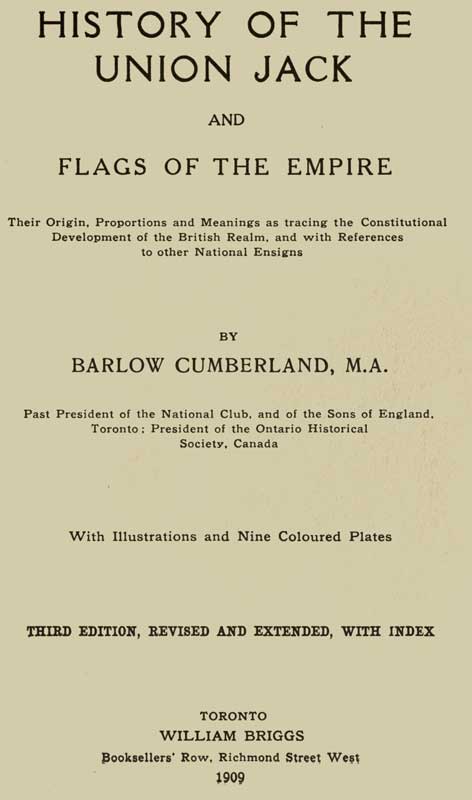 HISTORY OF THE
UNION JACK
AND
FLAGS OF THE EMPIRE
Their Origin, Proportions and Meanings as tracing the Constitutional
Development of the British Realm, and with References
to other National Ensigns
BY
BARLOW CUMBERLAND, M.A.
Past President of the National Club, and of the Sons of England,
Toronto; President of the Ontario Historical
Society, Canada
With Illustrations and Nine Coloured Plates
THIRD EDITION, REVISED AND EXTENDED, WITH INDEX
TORONTO
WILLIAM BRIGGS
Booksellers' Row, Richmond Street West
1909